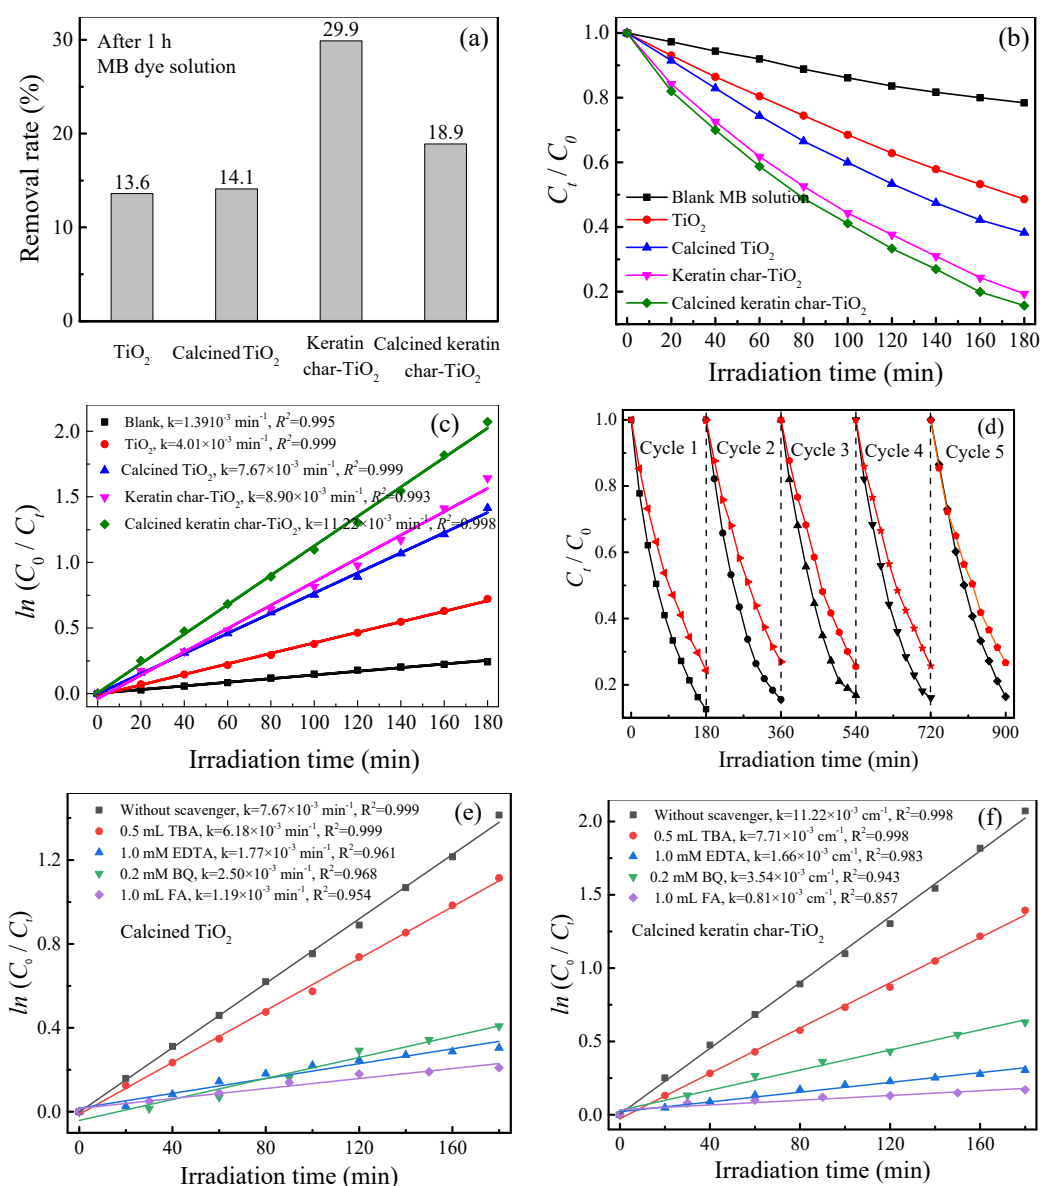 (a)
After 1 h
MB dye solution
Removal rate (%)
30
20
10
0
13.6
14.1
29.9
18.9
TiO2
Calcined TiO2
Keratin
char-TiO2
Calcined keratin
char-TiO2
(b)
Ct / C0
1.0
0.8
0.6
0.4
0.2
Blank MB solution
TiO2
Calcined TiO2
Keratin char-TiO2
Calcined keratin char-TiO2
0 20 40 60 80 100 120 140 160 180
Irradiation time (min)
(c)
ln (C0 / Ct)
2.0
1.5
1.0
0.5
0.0
Blank, k=1.3910-3 min-1, R2=0.995
TiO2, k=4.01×10-3 min-1, R2=0.999
Calcined TiO2, k=7.67×10-3 min-1, R2=0.999
Keratin char-TiO2, k=8.90×10-3 min-1, R2=0.993
Calcined keratin char-TiO2, k=11.22×10-3 min-1, R2=0.998
0 20 40 60 80 100 120 140 160 180
Irradiation time (min)
(d)
Ct / C0
1.0
0.8
0.6
0.4
0.2
Cycle 1 Cycle 2 Cycle 3 Cycle 4 Cycle 5
0 180 360 540 720 900
Irradiation time (min)
(e)
ln (C0 / Ct)
1.2
0.8
0.4
0.0
Without scavenger, k=7.67×10-3 min-1, R2=0.999
0.5 mL TBA, k=6.18×10-3 min-1, R2=0.999
1.0 mM EDTA, k=1.77×10-3 min-1, R2=0.961
0.2 mM BQ, k=2.50×10-3 min-1, R2=0.968
1.0 mL FA, k=1.19×10-3 min-1, R2=0.954
Calcined TiO2
0 40 80 120 160
Irradiation time (min)
(f)
ln (C0 / Ct)
2.0
1.5
1.0
0.5
0.0
Without scavenger, k=11.22×10-3 cm-1, R2=0.998
0.5 mL TBA, k=7.71×10-3 cm-1, R2=0.998
1.0 mM EDTA, k=1.66×10-3 cm-1, R2=0.983
0.2 mM BQ, k=3.54×10-3 cm-1, R2=0.943
1.0 mL FA, k=0.81×10-3 cm-1, R2=0.857
Calcined keratin char-TiO2
0 40 80 120 160
Irradiation time (min)